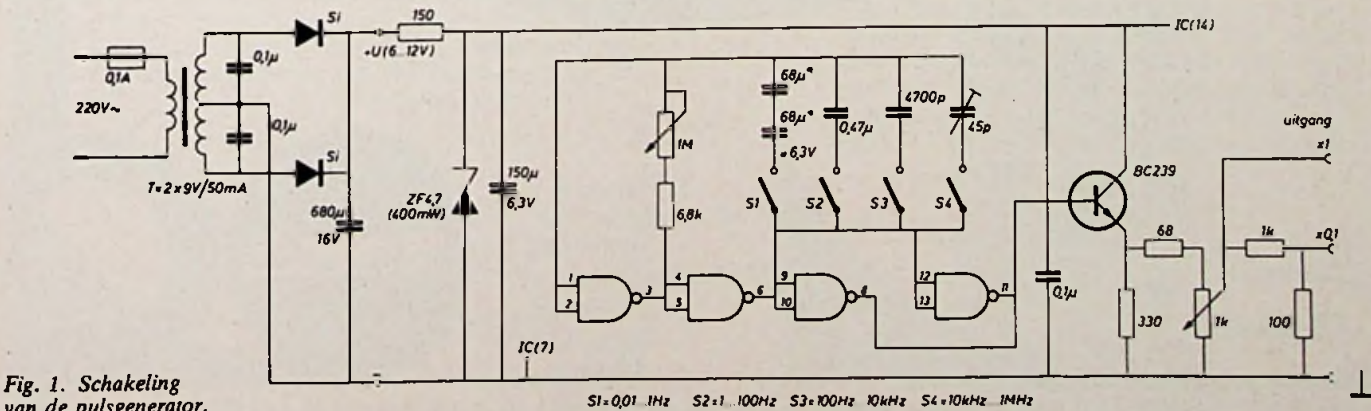 0,1A
220V~
T=2x9V/50mA
0,1μ
0,1μ
Si
Si
680μ
16V
150
+U(6...12V)
ZF4,7
(400mW)
150μ
6,3V
1M
6,8k
68μ*
68μ*
*6,3V
0,47μ
4700p
45p
S1
S2
S3
S4
1
2
3
4
5
6
9
10
8
12
13
11
IC(14)
IC(7)
0,1μ
BC239
330
68
1k
1k
100
uitgang
x1
x0,1
S1=0,01...1Hz S2=1...100Hz S3=100Hz...10kHz S4=10kHz...1MHz
Fig. 1. Schakeling
van de pulsgenerator.